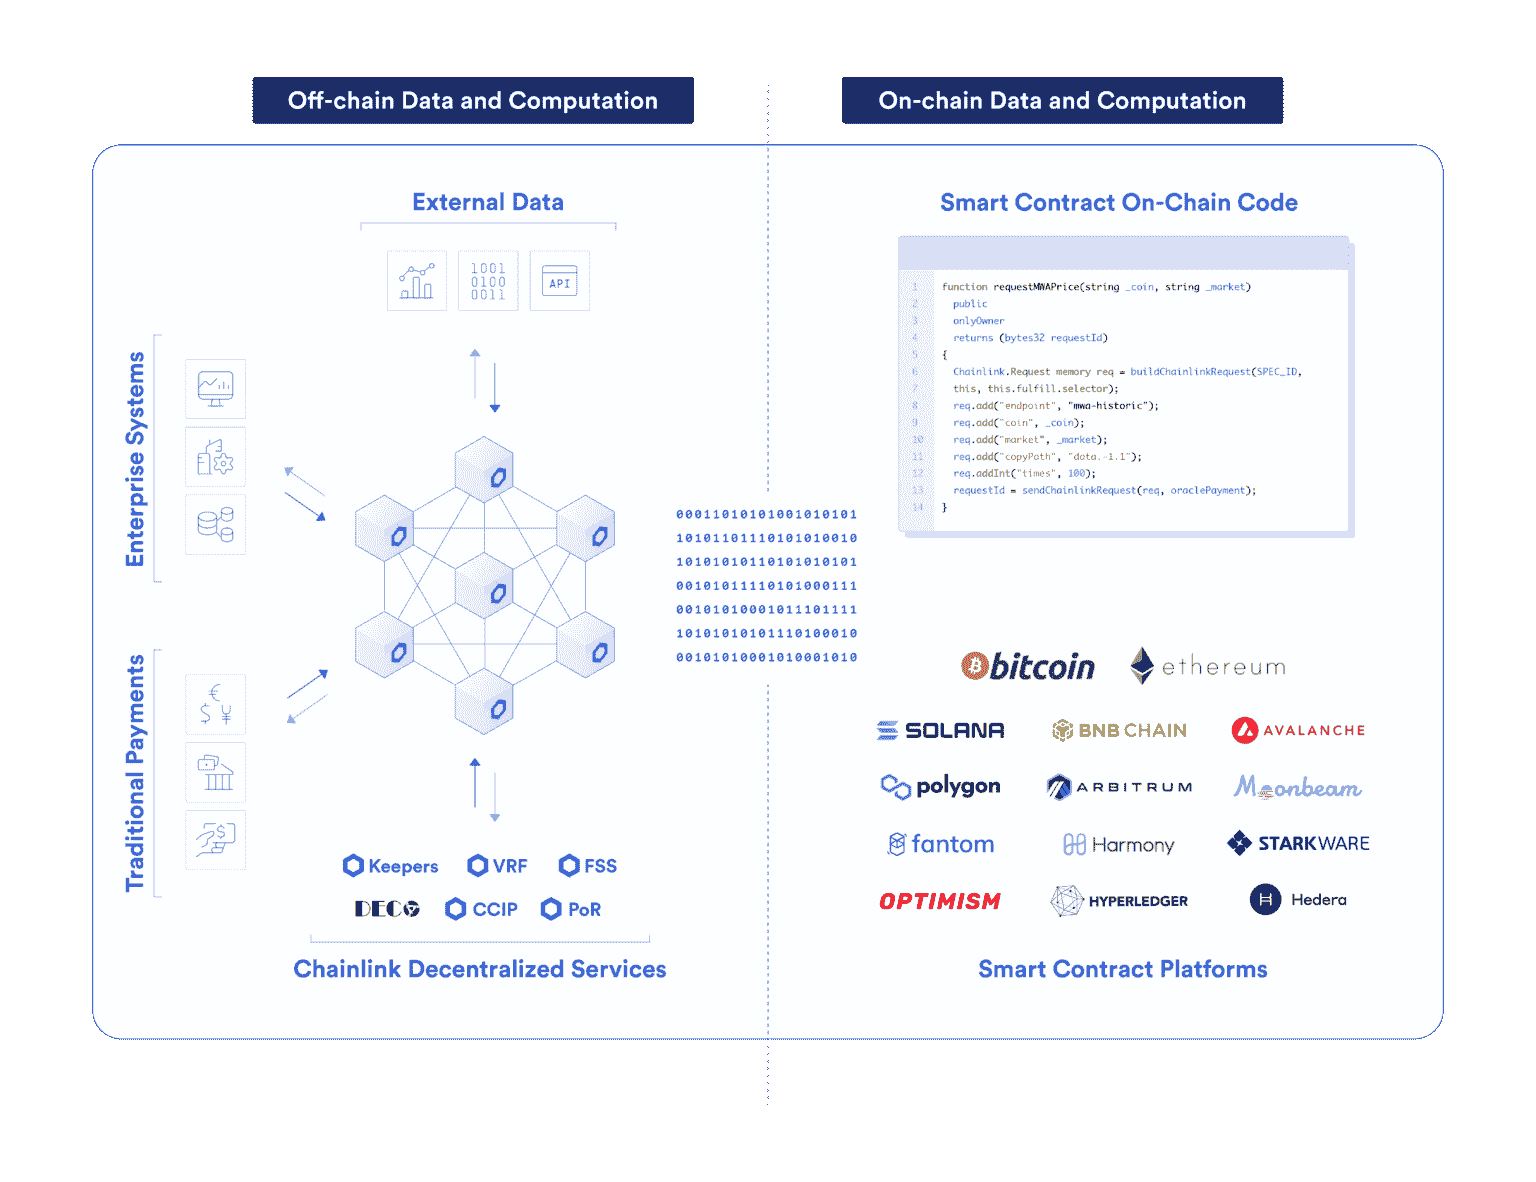 Off-chain Data and Computation
On-chain Data and Computation
External Data
1001
0100
0011
API
Enterprise Systems
Traditional Payments
€
$ ¥
$
Keepers
VRF
FSS
DECO
CCIP
PoR
Chainlink Decentralized Services
00011010101001010101
10101101110101010010
10101010110101010101
00101011110101000111
00101010001011101111
10101010101110100010
00101010001010001010
Smart Contract On-Chain Code
1 function requestMWAPrice(string _coin, string _market)
2 public
3 onlyOwner
4 returns (bytes32 requestId)
5 {
6 Chainlink.Request memory req = buildChainlinkRequest(SPEC_ID,
7 this, this.fulfill.selector);
8 req.add("endpoint", "mwa-historic");
9 req.add("coin", _coin);
10 req.add("market", _market);
11 req.add("copyPath", "data.-1.1");
12 req.addInt("times", 100);
13 requestId = sendChainlinkRequest(req, oraclePayment);
14 }
bitcoin
ethereum
SOLANA
BNB CHAIN
AVALANCHE
polygon
ARBITRUM
Moonbeam
fantom
Harmony
STARKWARE
OPTIMISM
HYPERLEDGER
Hedera
Smart Contract Platforms